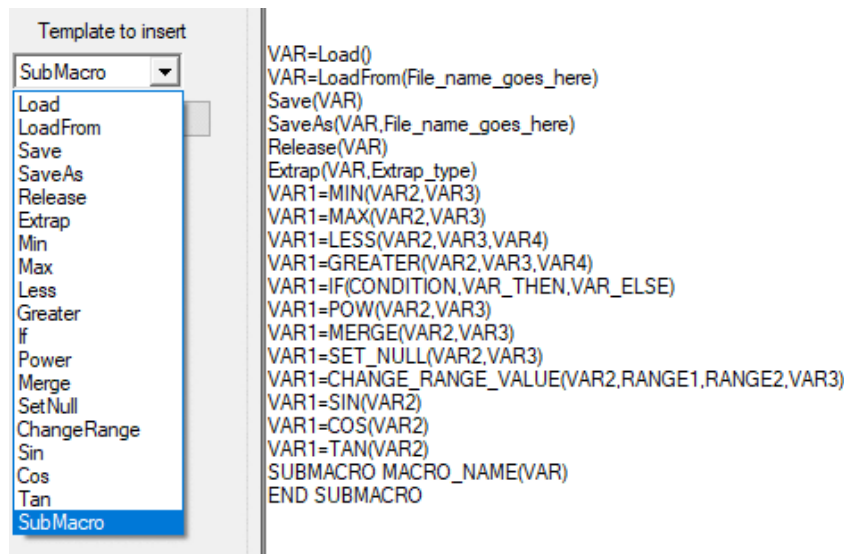 Template to insert
SubMacro
Load
LoadFrom
Save
SaveAs
Release
Extrap
Min
Max
Less
Greater
If
Power
Merge
SetNull
ChangeRange
Sin
Cos
Tan
SubMacro
VAR=Load()
VAR=LoadFrom(File_name_goes_here)
Save(VAR)
SaveAs(VAR,File_name_goes_here)
Release(VAR)
Extrap(VAR,Extrap_type)
VAR1=MIN(VAR2,VAR3)
VAR1=MAX(VAR2,VAR3)
VAR1=LESS(VAR2,VAR3,VAR4)
VAR1=GREATER(VAR2,VAR3,VAR4)
VAR1=IF(CONDITION,VAR_THEN,VAR_ELSE)
VAR1=POW(VAR2,VAR3)
VAR1=MERGE(VAR2,VAR3)
VAR1=SET_NULL(VAR2,VAR3)
VAR1=CHANGE_RANGE_VALUE(VAR2,RANGE1,RANGE2,VAR3)
VAR1=SIN(VAR2)
VAR1=COS(VAR2)
VAR1=TAN(VAR2)
SUBMACRO MACRO_NAME(VAR)
END SUBMACRO